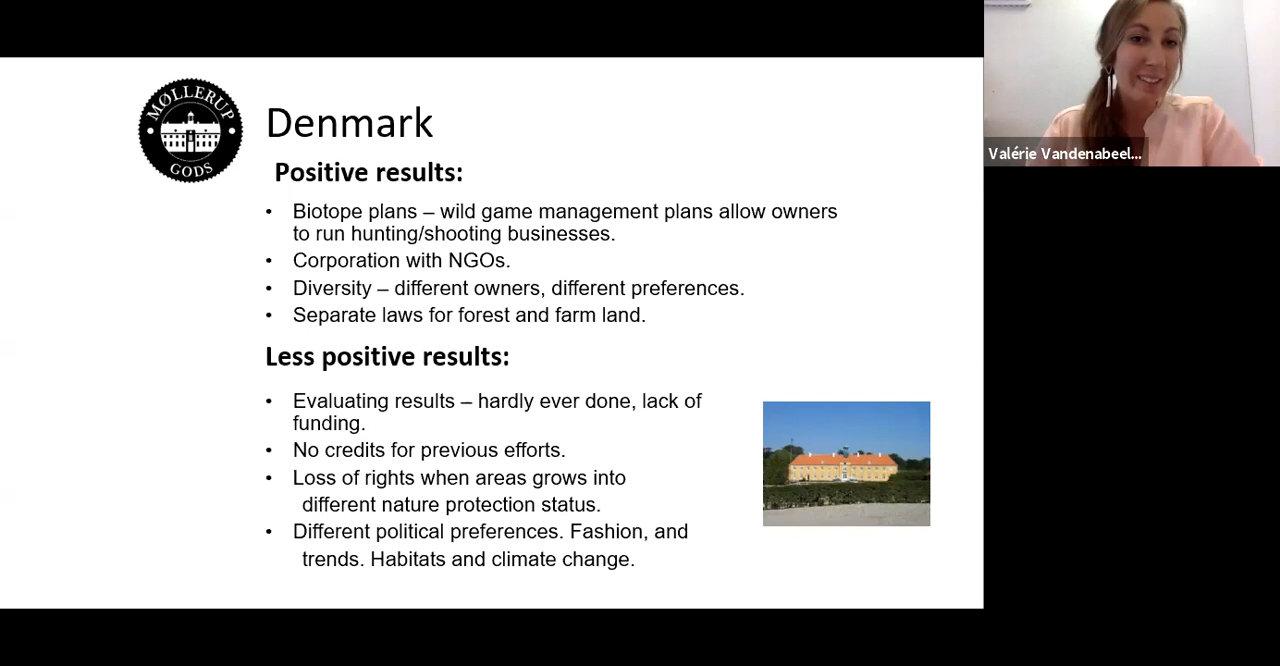 MØLLERUP
GODS
Denmark
Positive results:
• Biotope plans – wild game management plans allow owners
to run hunting/shooting businesses.
• Corporation with NGOs.
• Diversity – different owners, different preferences.
• Separate laws for forest and farm land.
Less positive results:
• Evaluating results – hardly ever done, lack of
funding.
• No credits for previous efforts.
• Loss of rights when areas grows into
different nature protection status.
• Different political preferences. Fashion, and
trends. Habitats and climate change.
Valérie Vandenabeel...